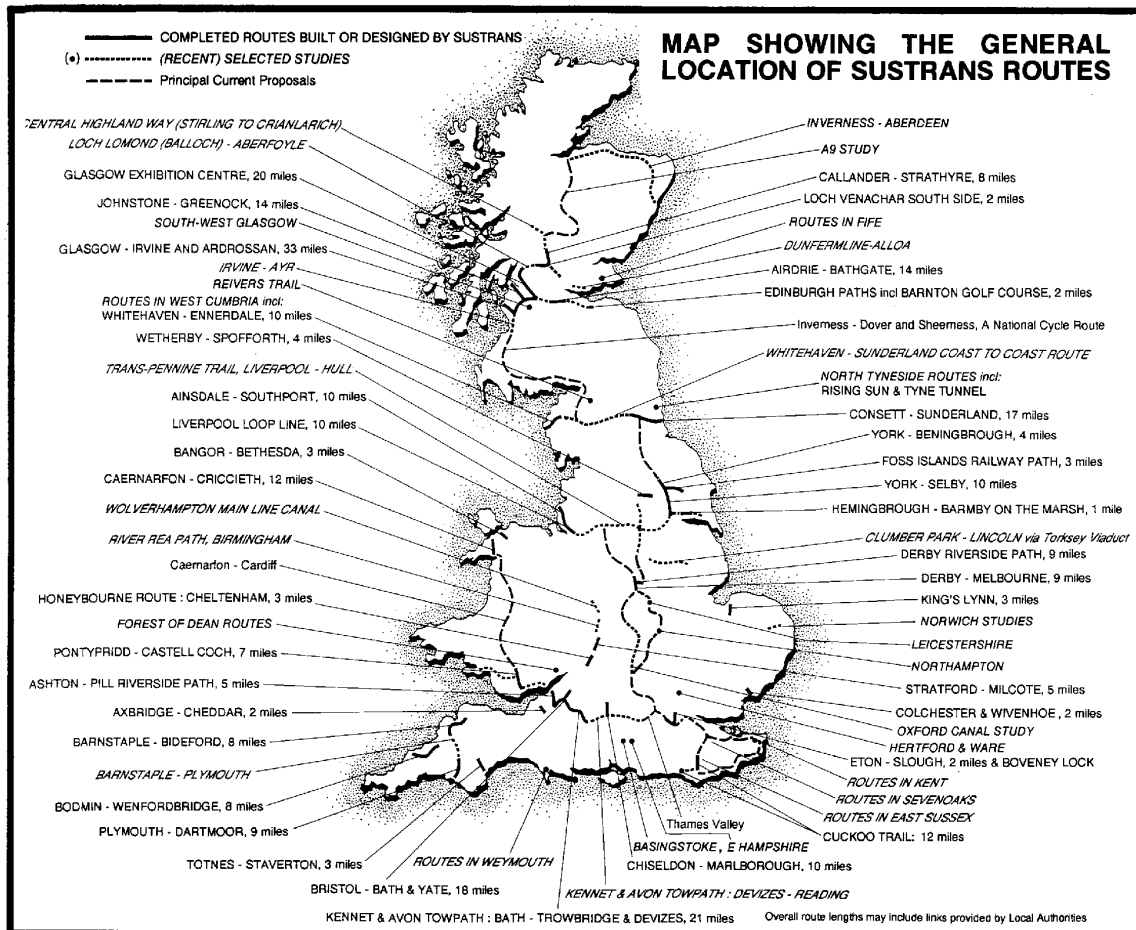 COMPLETED ROUTES BUILT OR DESIGNED BY SUSTRANS
(•) (RECENT) SELECTED STUDIES
Principal Current Proposals
MAP SHOWING THE GENERAL
LOCATION OF SUSTRANS ROUTES
CENTRAL HIGHLAND WAY (STIRLING TO CRIANLARICH)
LOCH LOMOND (BALLOCH) - ABERFOYLE
GLASGOW EXHIBITION CENTRE, 20 miles
JOHNSTONE - GREENOCK, 14 miles
SOUTH-WEST GLASGOW
GLASGOW - IRVINE AND ARDROSSAN, 33 miles
IRVINE - AYR
REIVERS TRAIL
ROUTES IN WEST CUMBRIA incl:
WHITEHAVEN - ENNERDALE, 10 miles
WETHERBY - SPOFFORTH, 4 miles
TRANS-PENNINE TRAIL, LIVERPOOL - HULL
AINSDALE - SOUTHPORT, 10 miles
LIVERPOOL LOOP LINE, 10 miles
BANGOR - BETHESDA, 3 miles
CAERNARFON - CRICCIETH, 12 miles
WOLVERHAMPTON MAIN LINE CANAL
RIVER REA PATH, BIRMINGHAM
Caernarfon - Cardiff
HONEYBOURNE ROUTE : CHELTENHAM, 3 miles
FOREST OF DEAN ROUTES
PONTYPRIDD - CASTELL COCH, 7 miles
ASHTON - PILL RIVERSIDE PATH, 5 miles
AXBRIDGE - CHEDDAR, 2 miles
BARNSTAPLE - BIDEFORD, 8 miles
BARNSTAPLE - PLYMOUTH
BODMIN - WENFORDBRIDGE, 8 miles
PLYMOUTH - DARTMOOR, 9 miles
TOTNES - STAVERTON, 3 miles
BRISTOL - BATH & YATE, 18 miles
KENNET & AVON TOWPATH : BATH - TROWBRIDGE & DEVIZES, 21 miles
INVERNESS - ABERDEEN
A9 STUDY
CALLANDER - STRATHYRE, 8 miles
LOCH VENACHAR SOUTH SIDE, 2 miles
ROUTES IN FIFE
DUNFERMLINE-ALLOA
AIRDRIE - BATHGATE, 14 miles
EDINBURGH PATHS incl BARNTON GOLF COURSE, 2 miles
Inverness - Dover and Sheerness, A National Cycle Route
WHITEHAVEN - SUNDERLAND COAST TO COAST ROUTE
NORTH TYNESIDE ROUTES incl:
RISING SUN & TYNE TUNNEL
CONSETT - SUNDERLAND, 17 miles
YORK - BENINGBROUGH, 4 miles
FOSS ISLANDS RAILWAY PATH, 3 miles
YORK - SELBY, 10 miles
HEMINGBROUGH - BARMBY ON THE MARSH, 1 mile
CLUMBER PARK - LINCOLN via Torksey Viaduct
DERBY RIVERSIDE PATH, 9 miles
DERBY - MELBOURNE, 9 miles
KING'S LYNN, 3 miles
NORWICH STUDIES
LEICESTERSHIRE
NORTHAMPTON
STRATFORD - MILCOTE, 5 miles
COLCHESTER & WIVENHOE, 2 miles
OXFORD CANAL STUDY
HERTFORD & WARE
ETON - SLOUGH, 2 miles & BOVENEY LOCK
ROUTES IN KENT
ROUTES IN SEVENOAKS
ROUTES IN EAST SUSSEX
CUCKOO TRAIL: 12 miles
Thames Valley
BASINGSTOKE, E HAMPSHIRE
CHISELDON - MARLBOROUGH, 10 miles
ROUTES IN WEYMOUTH
KENNET & AVON TOWPATH : DEVIZES - READING
Overall route lengths may include links provided by Local Authorities